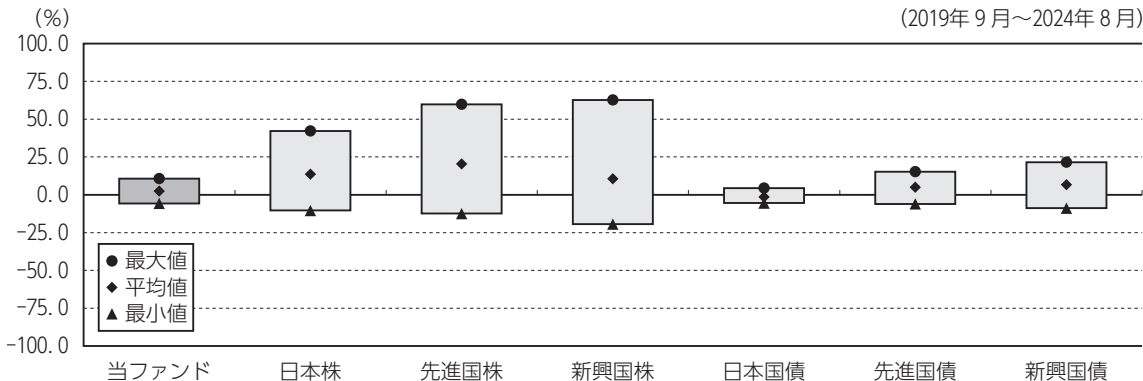 (%)
(2019年9月～2024年8月)
100.0
75.0
50.0
25.0
0.0
-25.0
-50.0
-75.0
-100.0
● 最大値
◆ 平均値
▲ 最小値
当ファンド 日本株 先進国株 新興国株 日本国債 先進国債 新興国債